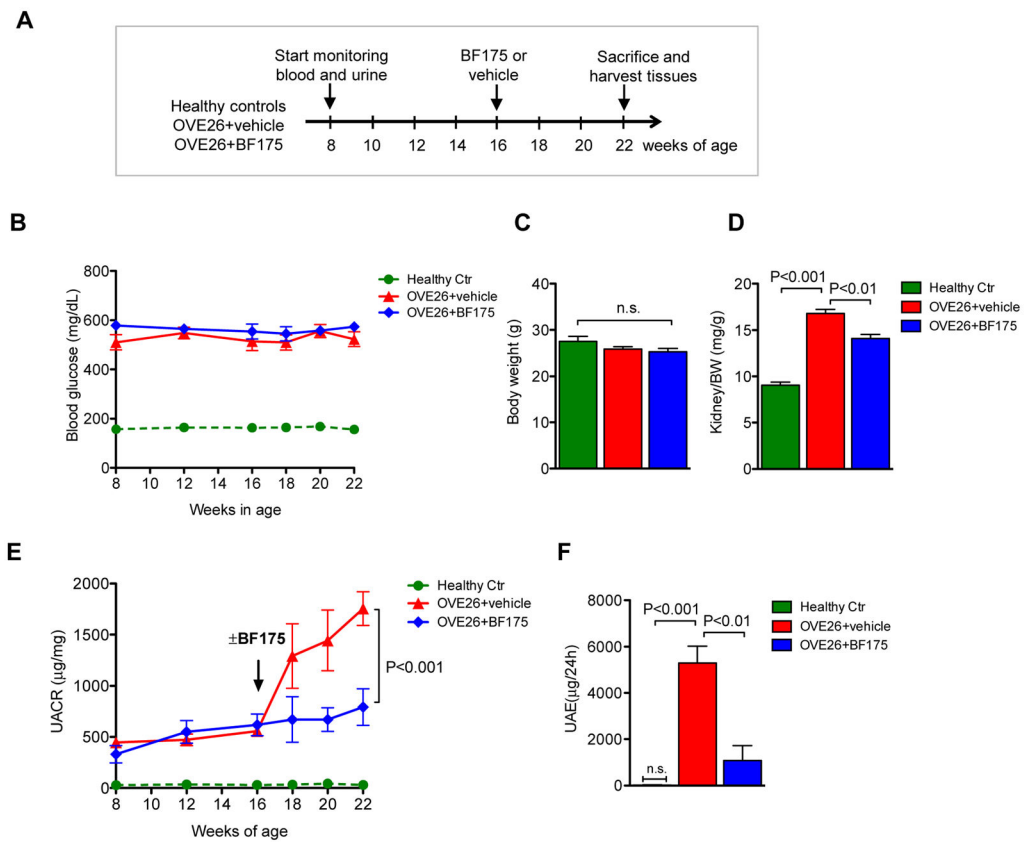 A
Start monitoring
blood and urine
BF175 or
vehicle
Sacrifice and
harvest tissues
Healthy controls
OVE26+vehicle
OVE26+BF175
8 10 12 14 16 18 20 22 weeks of age
B
Blood glucose (mg/dL)
800
600
400
200
0
8 10 12 14 16 18 20 22
Weeks in age
Healthy Ctr
OVE26+vehicle
OVE26+BF175
C
Body weight (g)
40
30
20
10
0
n.s.
D
Kidney/BW (mg/g)
20
15
10
5
0
P<0.001
P<0.01
Healthy Ctr
OVE26+vehicle
OVE26+BF175
E
UACR (µg/mg)
2000
1500
1000
500
0
8 10 12 14 16 18 20 22
Weeks of age
±BF175
P<0.001
Healthy Ctr
OVE26+vehicle
OVE26+BF175
F
UAE(µg/24h)
8000
6000
4000
2000
0
P<0.001
P<0.01
n.s.
Healthy Ctr
OVE26+vehicle
OVE26+BF175